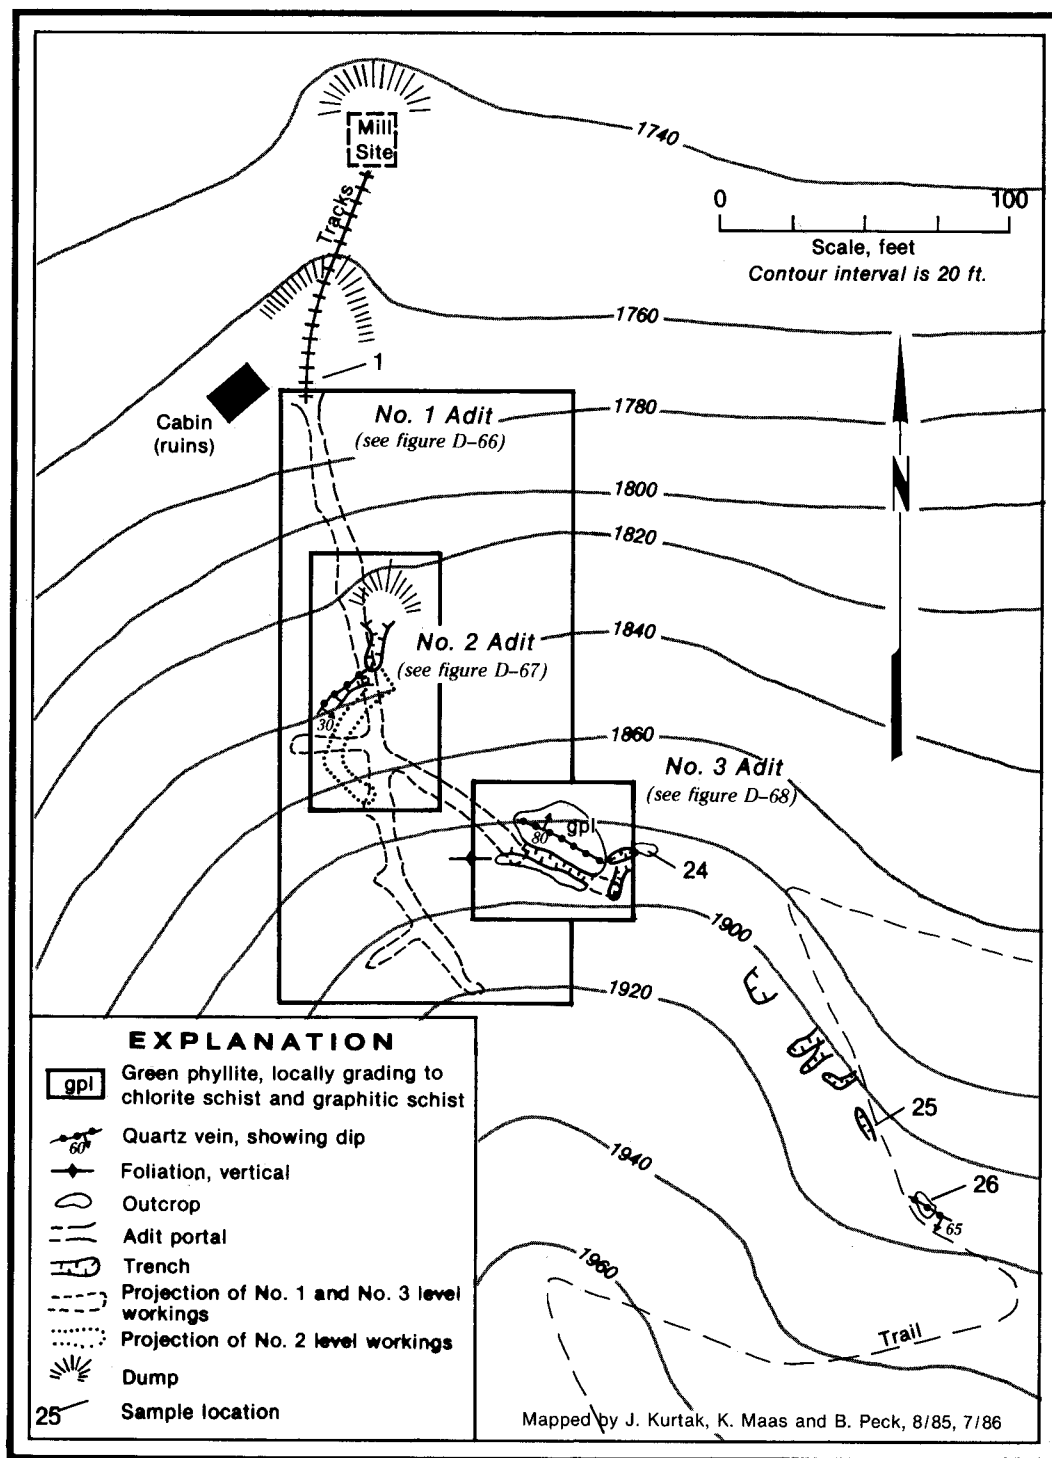 Mill
Site
1740
0 100
Scale, feet
Contour interval is 20 ft.
Tracks
1760
1
Cabin
(ruins)
No. 1 Adit
(see figure D-66)
1780
N
1800
1820
No. 2 Adit
(see figure D-67)
1840
30
1860
No. 3 Adit
(see figure D-68)
gpl
80
24
1900
1920
25
26
65
1940
1960
Trail
EXPLANATION
gpl Green phyllite, locally grading to
chlorite schist and graphitic schist
60 Quartz vein, showing dip
Foliation, vertical
Outcrop
Adit portal
Trench
Projection of No. 1 and No. 3 level
workings
Projection of No. 2 level workings
Dump
25 Sample location
Mapped by J. Kurtak, K. Maas and B. Peck, 8/85, 7/86